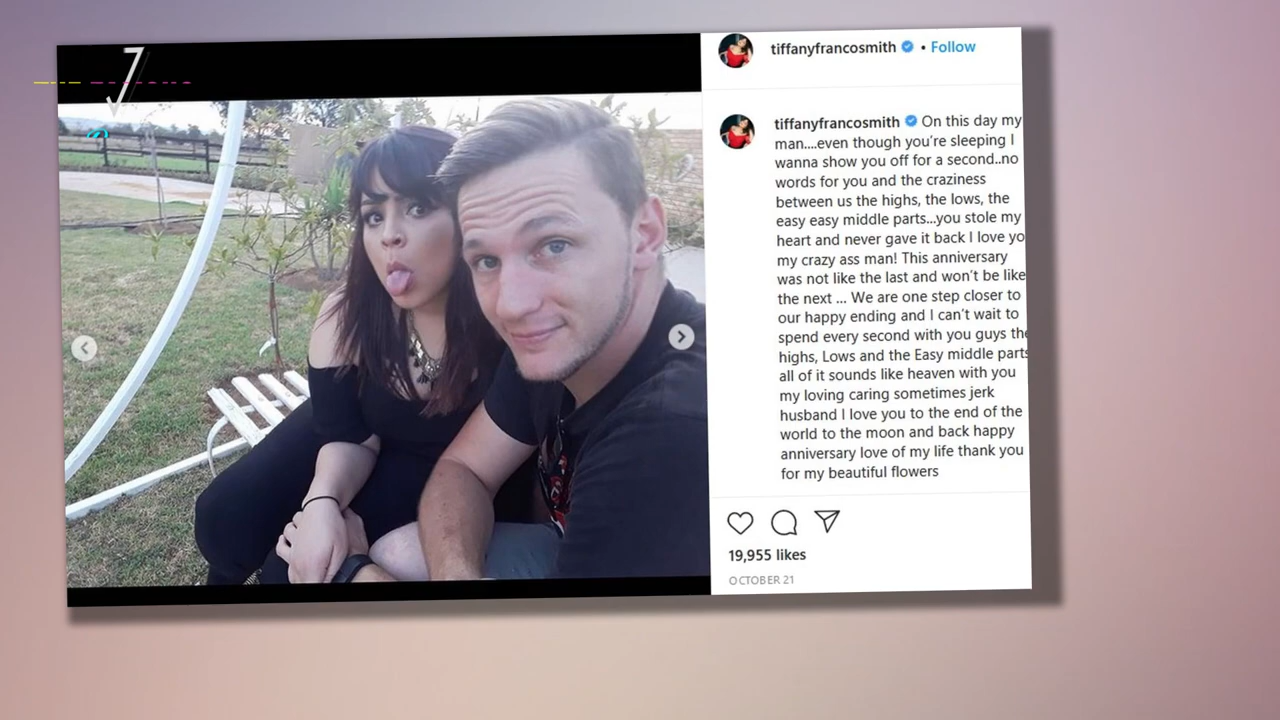 7
tiffanyfrancosmith • Follow
tiffanyfrancosmith On this day my
man....even though you're sleeping I
wanna show you off for a second..no
words for you and the craziness
between us the highs, the lows, the
easy easy middle parts...you stole my
heart and never gave it back I love yo
my crazy ass man! This anniversary
was not like the last and won't be like
the next ... We are one step closer to
our happy ending and I can't wait to
spend every second with you guys the
highs, Lows and the Easy middle parts
all of it sounds like heaven with you
my loving caring sometimes jerk
husband I love you to the end of the
world to the moon and back happy
anniversary love of my life thank you
for my beautiful flowers
19,955 likes
OCTOBER 21